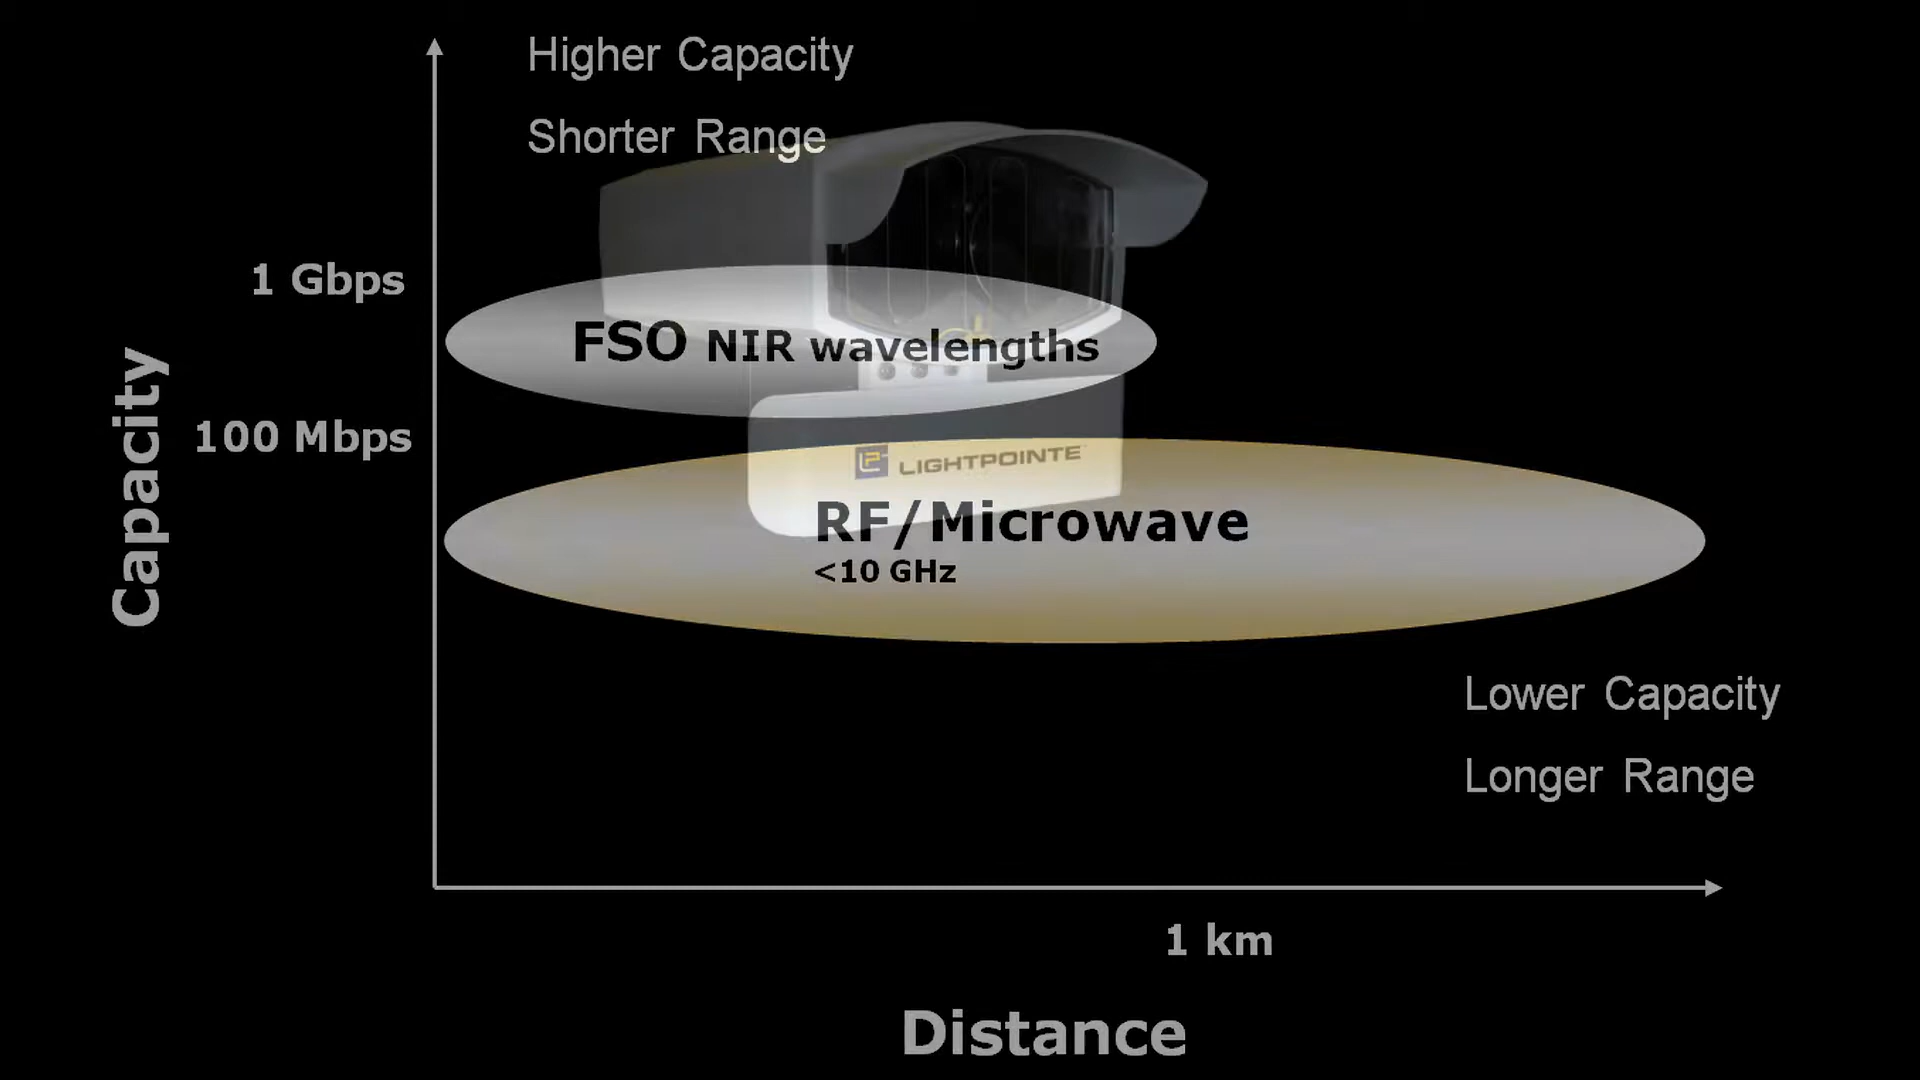 Higher Capacity
Shorter Range
1 Gbps
FSO NIR wavelengths
100 Mbps
Capacity
LP LIGHTPOINTE
RF/Microwave
<10 GHz
Lower Capacity
Longer Range
1 km
Distance